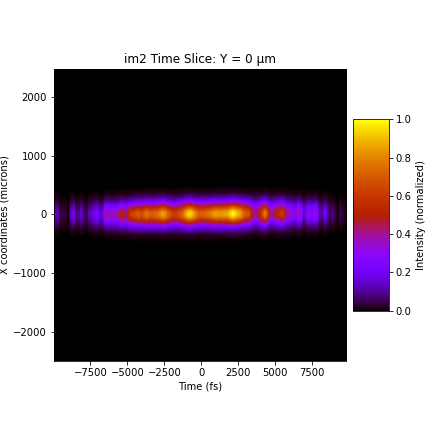 im2 Time Slice: Y = 0 μm
X coordinates (microns)
2000
1000
0
−1000
−2000
−7500 −5000 −2500 0 2500 5000 7500
Time (fs)
1.0
0.8
0.6
0.4
0.2
0.0
Intensity (normalized)